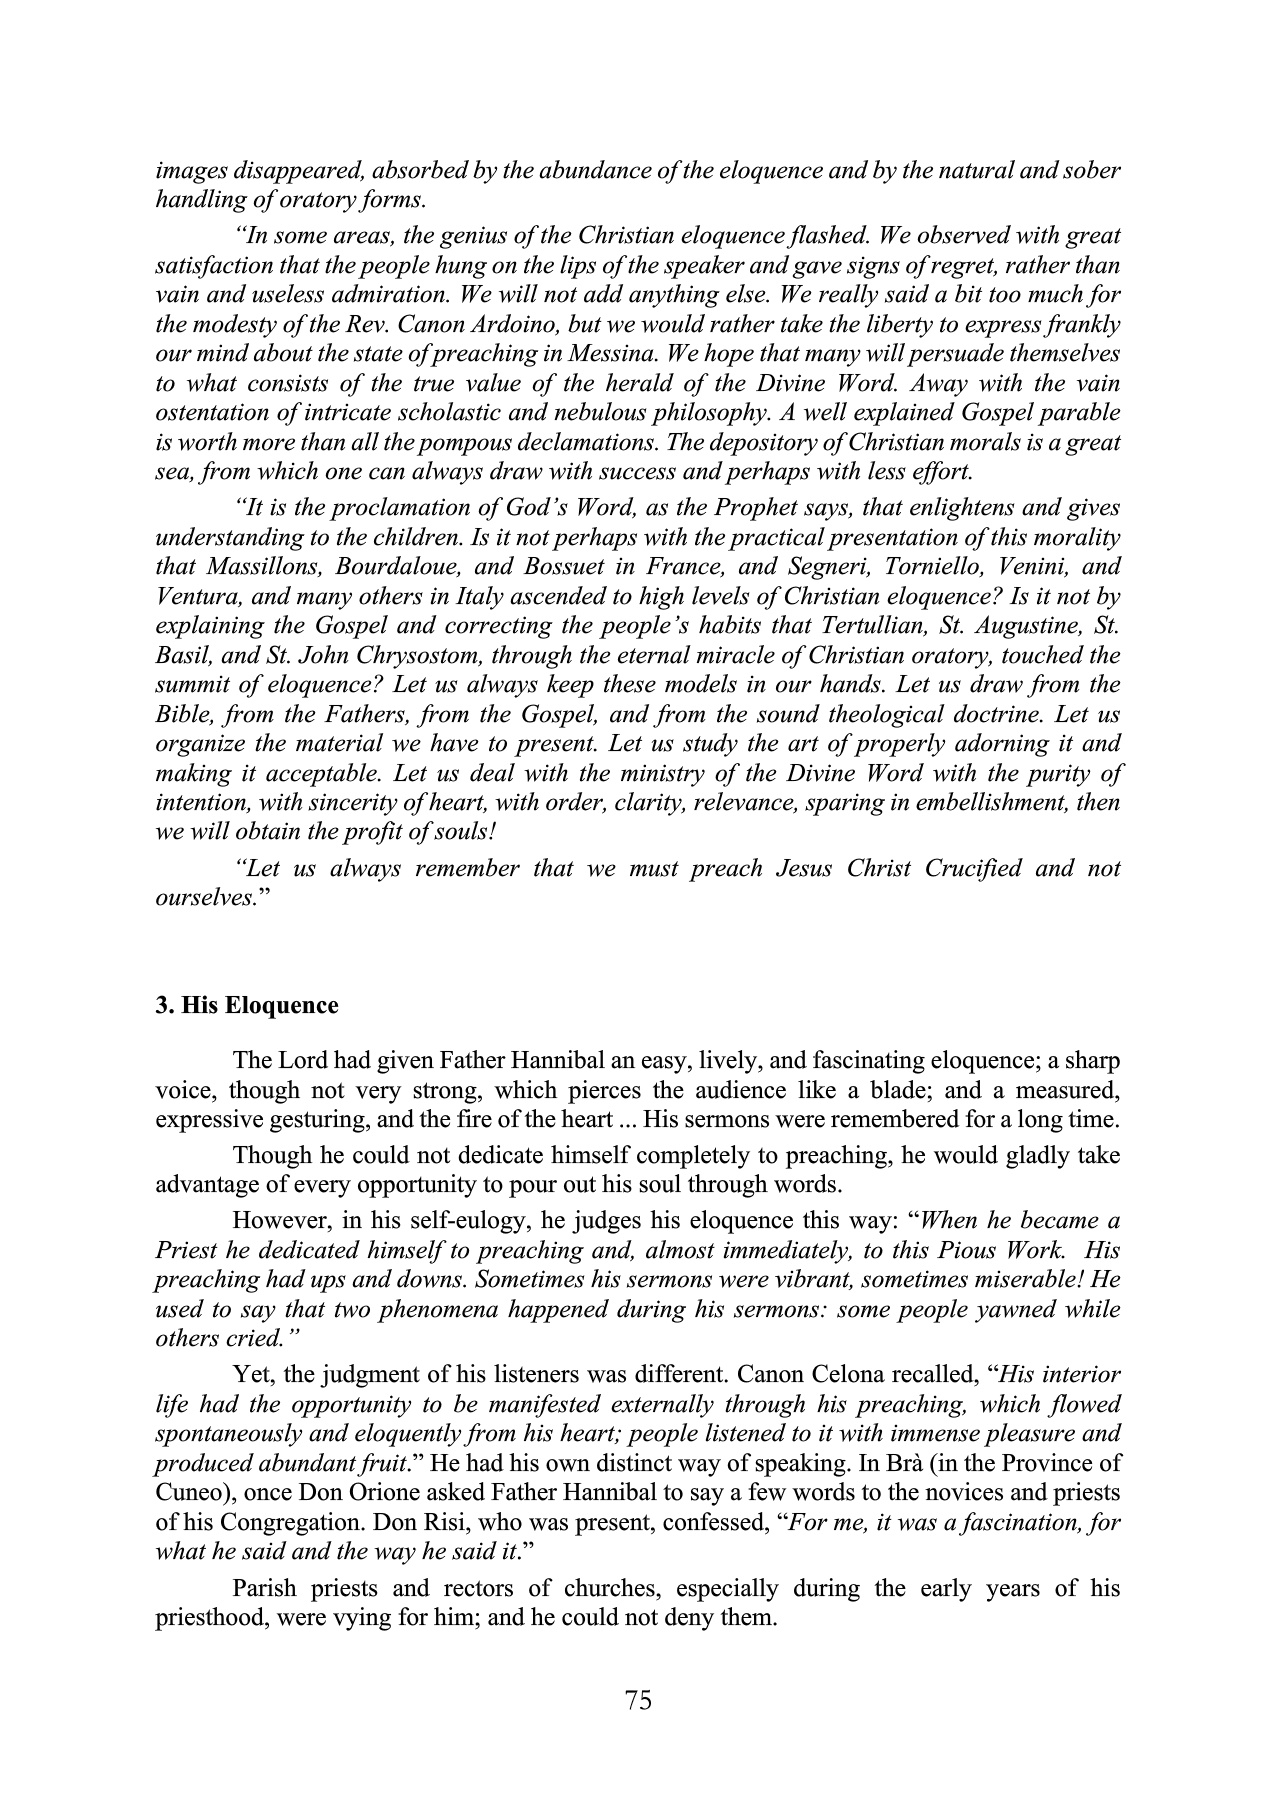 images disappeared, absorbed by the abundance of the eloquence and by the natural and sober
handling of oratory forms.
“In some areas, the genius of the Christian eloquence flashed. We observed with great
satisfaction that the people hung on the lips of the speaker and gave signs of regret, rather than
vain and useless admiration. We will not add anything else. We really said a bit too much for
the modesty of the Rev. Canon Ardoino, but we would rather take the liberty to express frankly
our mind about the state of preaching in Messina. We hope that many will persuade themselves
to what consists of the true value of the herald of the Divine Word. Away with the vain
ostentation of intricate scholastic and nebulous philosophy. A well explained Gospel parable
is worth more than all the pompous declamations. The depository of Christian morals is a great
sea, from which one can always draw with success and perhaps with less effort.
“It is the proclamation of God’s Word, as the Prophet says, that enlightens and gives
understanding to the children. Is it not perhaps with the practical presentation of this morality
that Massillons, Bourdaloue, and Bossuet in France, and Segneri, Torniello, Venini, and
Ventura, and many others in Italy ascended to high levels of Christian eloquence? Is it not by
explaining the Gospel and correcting the people’s habits that Tertullian, St. Augustine, St.
Basil, and St. John Chrysostom, through the eternal miracle of Christian oratory, touched the
summit of eloquence? Let us always keep these models in our hands. Let us draw from the
Bible, from the Fathers, from the Gospel, and from the sound theological doctrine. Let us
organize the material we have to present. Let us study the art of properly adorning it and
making it acceptable. Let us deal with the ministry of the Divine Word with the purity of
intention, with sincerity of heart, with order, clarity, relevance, sparing in embellishment, then
we will obtain the profit of souls!
“Let us always remember that we must preach Jesus Christ Crucified and not
ourselves.”
3. His Eloquence
The Lord had given Father Hannibal an easy, lively, and fascinating eloquence; a sharp
voice, though not very strong, which pierces the audience like a blade; and a measured,
expressive gesturing, and the fire of the heart ... His sermons were remembered for a long time.
Though he could not dedicate himself completely to preaching, he would gladly take
advantage of every opportunity to pour out his soul through words.
However, in his self-eulogy, he judges his eloquence this way: “When he became a
Priest he dedicated himself to preaching and, almost immediately, to this Pious Work.  His
preaching had ups and downs. Sometimes his sermons were vibrant, sometimes miserable! He
used to say that two phenomena happened during his sermons: some people yawned while
others cried.”
Yet, the judgment of his listeners was different. Canon Celona recalled, “His interior
life had the opportunity to be manifested externally through his preaching, which flowed
spontaneously and eloquently from his heart; people listened to it with immense pleasure and
produced abundant fruit.” He had his own distinct way of speaking. In Brà (in the Province of
Cuneo), once Don Orione asked Father Hannibal to say a few words to the novices and priests
of his Congregation. Don Risi, who was present, confessed, “For me, it was a fascination, for
what he said and the way he said it.”
Parish priests and rectors of churches, especially during the early years of his
priesthood, were vying for him; and he could not deny them.
75